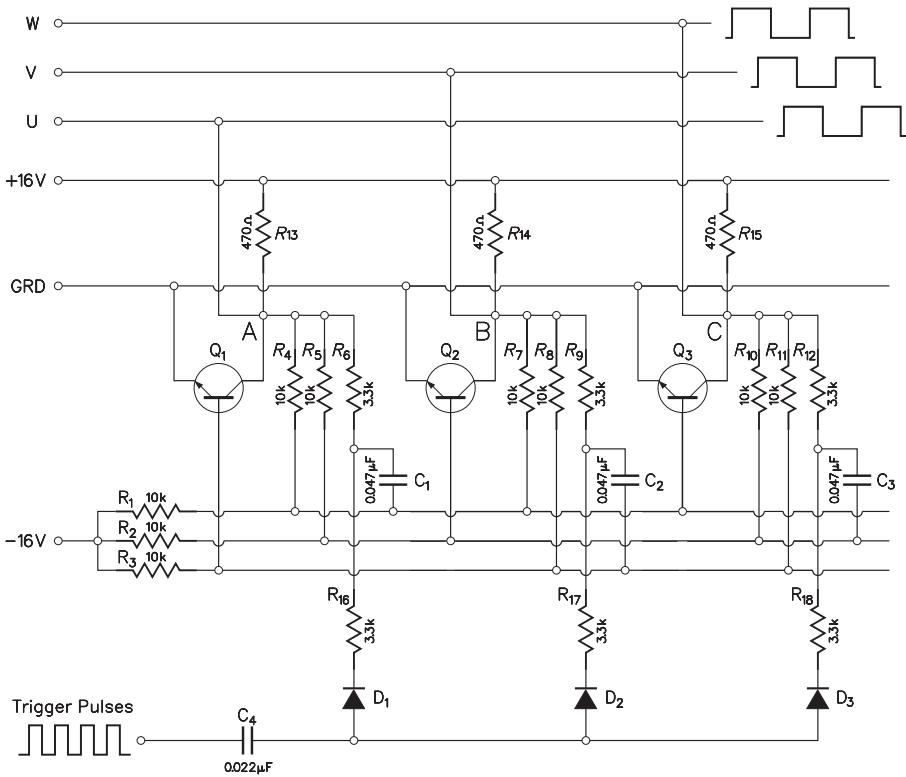 W
V
U
+16V
470Ω R13
470Ω R14
470Ω R15
GRD
A
B
C
Q1
R4
R5
R6
Q2
R7
R8
R9
Q3
R10
R11
R12
10k
10k
3.3k
10k
10k
3.3k
10k
10k
3.3k
0.047µF
C1
0.047µF
C2
0.047µF
C3
R1 10k
-16V
R2 10k
R3 10k
R16
3.3k
R17
3.3k
R18
3.3k
D1
D2
D3
Trigger Pulses
C4
0.022µF